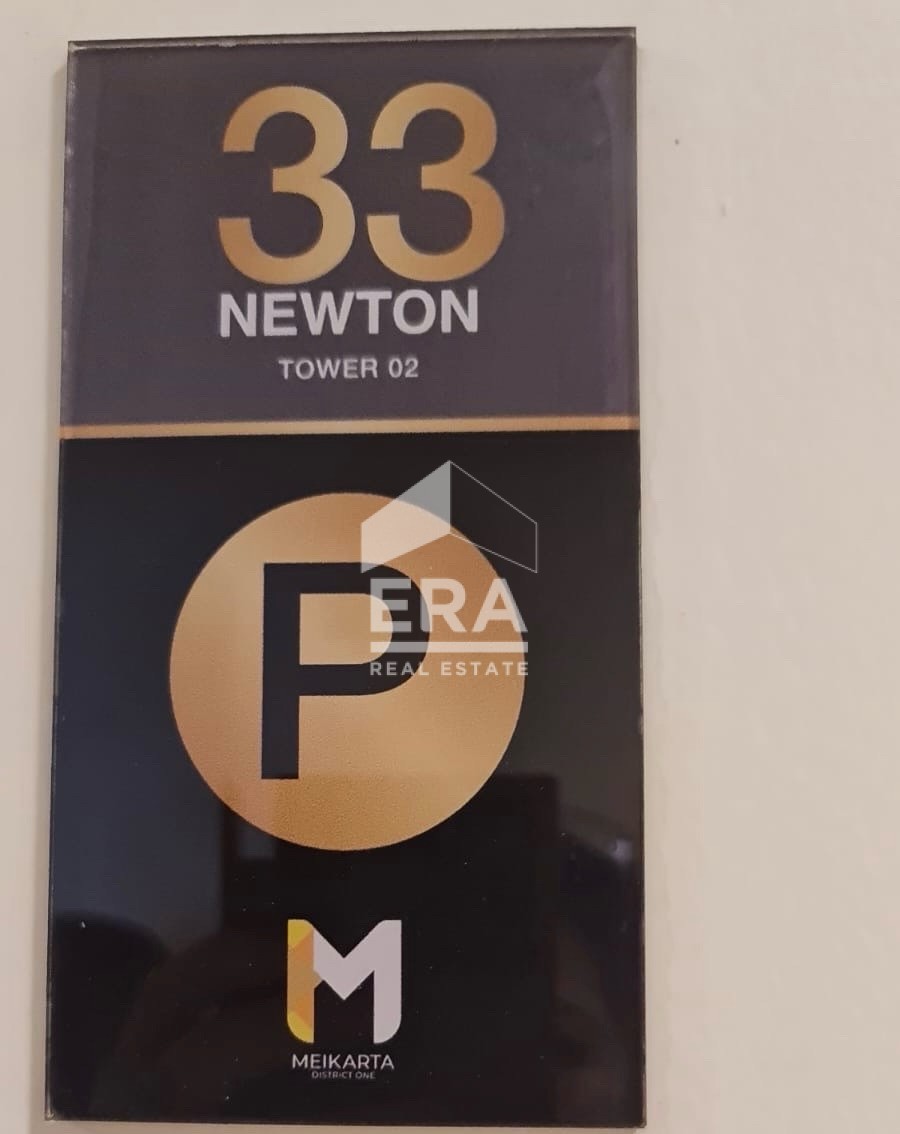 33
NEWTON
TOWER 02
P
ERA
REAL ESTATE
M
MEIKARTA
DISTRICT ONE